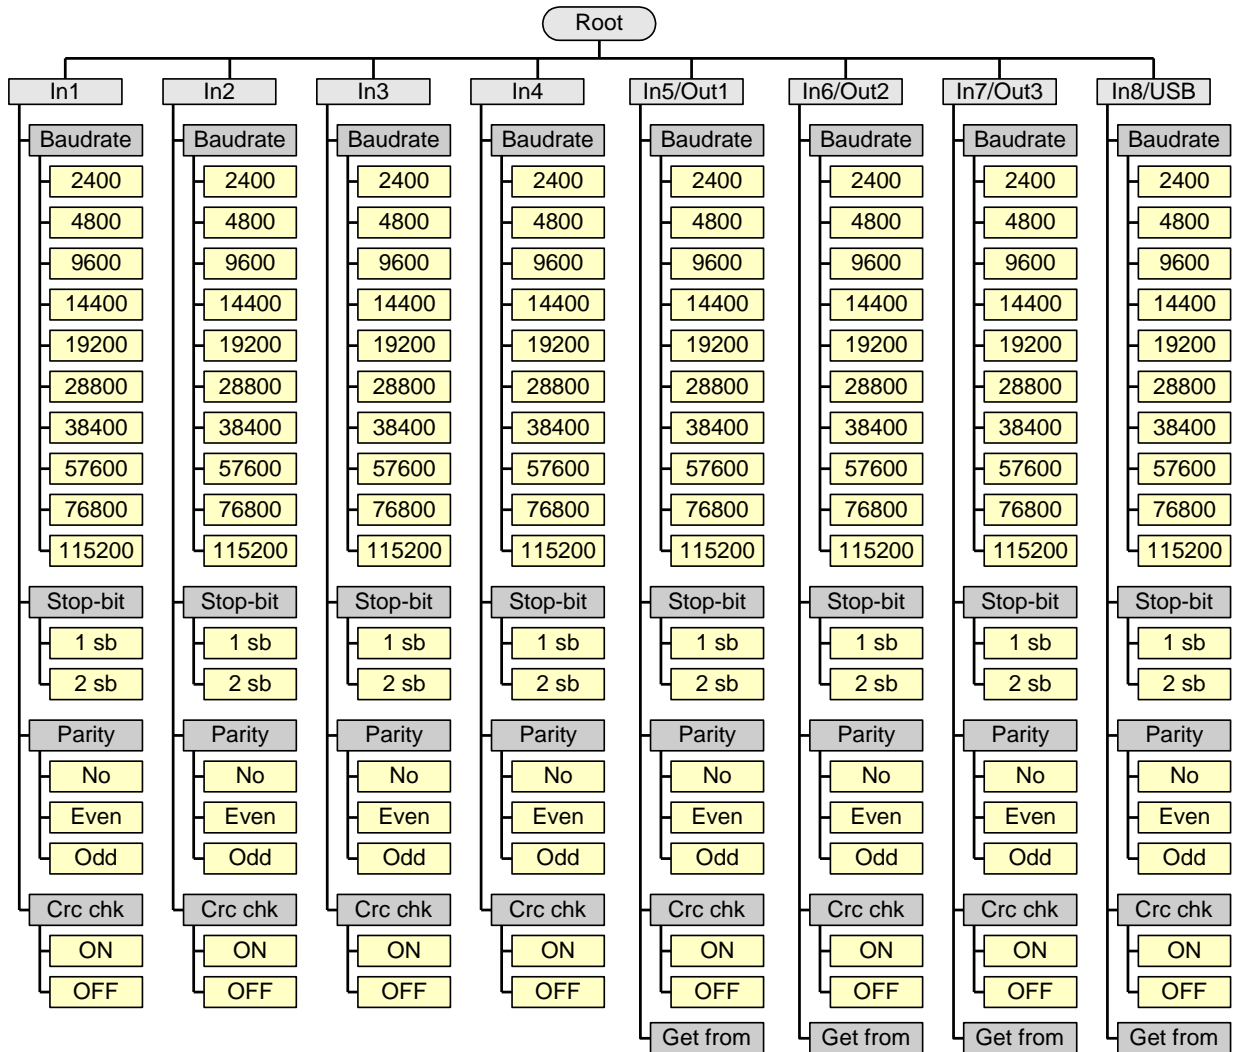 Root
In1 In2 In3 In4 In5/Out1 In6/Out2 In7/Out3 In8/USB
Baudrate Baudrate Baudrate Baudrate Baudrate Baudrate Baudrate Baudrate
2400 2400 2400 2400 2400 2400 2400 2400
4800 4800 4800 4800 4800 4800 4800 4800
9600 9600 9600 9600 9600 9600 9600 9600
14400 14400 14400 14400 14400 14400 14400 14400
19200 19200 19200 19200 19200 19200 19200 19200
28800 28800 28800 28800 28800 28800 28800 28800
38400 38400 38400 38400 38400 38400 38400 38400
57600 57600 57600 57600 57600 57600 57600 57600
76800 76800 76800 76800 76800 76800 76800 76800
115200 115200 115200 115200 115200 115200 115200 115200
Stop-bit Stop-bit Stop-bit Stop-bit Stop-bit Stop-bit Stop-bit Stop-bit
1 sb 1 sb 1 sb 1 sb 1 sb 1 sb 1 sb 1 sb
2 sb 2 sb 2 sb 2 sb 2 sb 2 sb 2 sb 2 sb
Parity Parity Parity Parity Parity Parity Parity Parity
No No No No No No No No
Even Even Even Even Even Even Even Even
Odd Odd Odd Odd Odd Odd Odd Odd
Crc chk Crc chk Crc chk Crc chk Crc chk Crc chk Crc chk Crc chk
ON ON ON ON ON ON ON ON
OFF OFF OFF OFF OFF OFF OFF OFF
Get from Get from Get from Get from